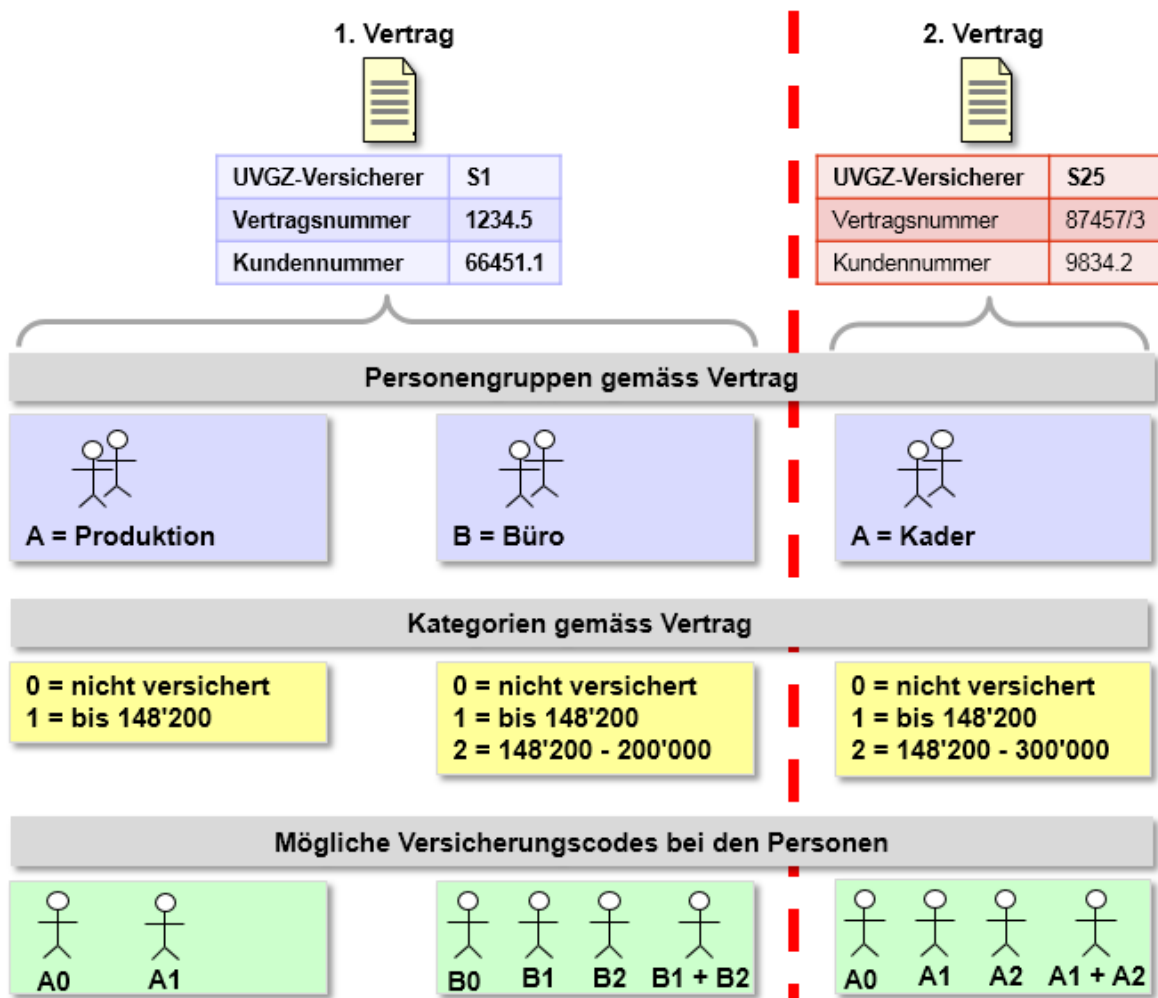 1. Vertrag
2. Vertrag
UVGZ-Versicherer S1
Vertragsnummer 1234.5
Kundennummer 66451.1
UVGZ-Versicherer S25
Vertragsnummer 87457/3
Kundennummer 9834.2
Personengruppen gemäss Vertrag
A = Produktion
B = Büro
A = Kader
Kategorien gemäss Vertrag
0 = nicht versichert
1 = bis 148'200
0 = nicht versichert
1 = bis 148'200
2 = 148'200 - 200'000
0 = nicht versichert
1 = bis 148'200
2 = 148'200 - 300'000
Mögliche Versicherungscodes bei den Personen
A0 A1
B0 B1 B2 B1 + B2
A0 A1 A2 A1 + A2